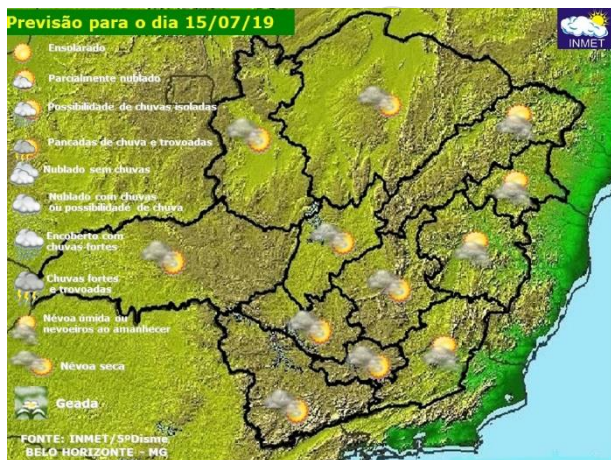 Previsão para o dia 15/07/19
INMET
Ensolarado
Parcialmente nublado
Possibilidade de chuvas isoladas
Pancadas de chuva e trovoadas
Nublado sem chuvas
Nublado com chuvas
ou possibilidade de chuva
Encoberto com
chuvas fortes
Chuvas fortes
e trovoadas
Névoa úmida ou
nevoeiros ao amanhecer
Névoa seca
Geada
FONTE: INMET/5ºDisme
BELO HORIZONTE - MG